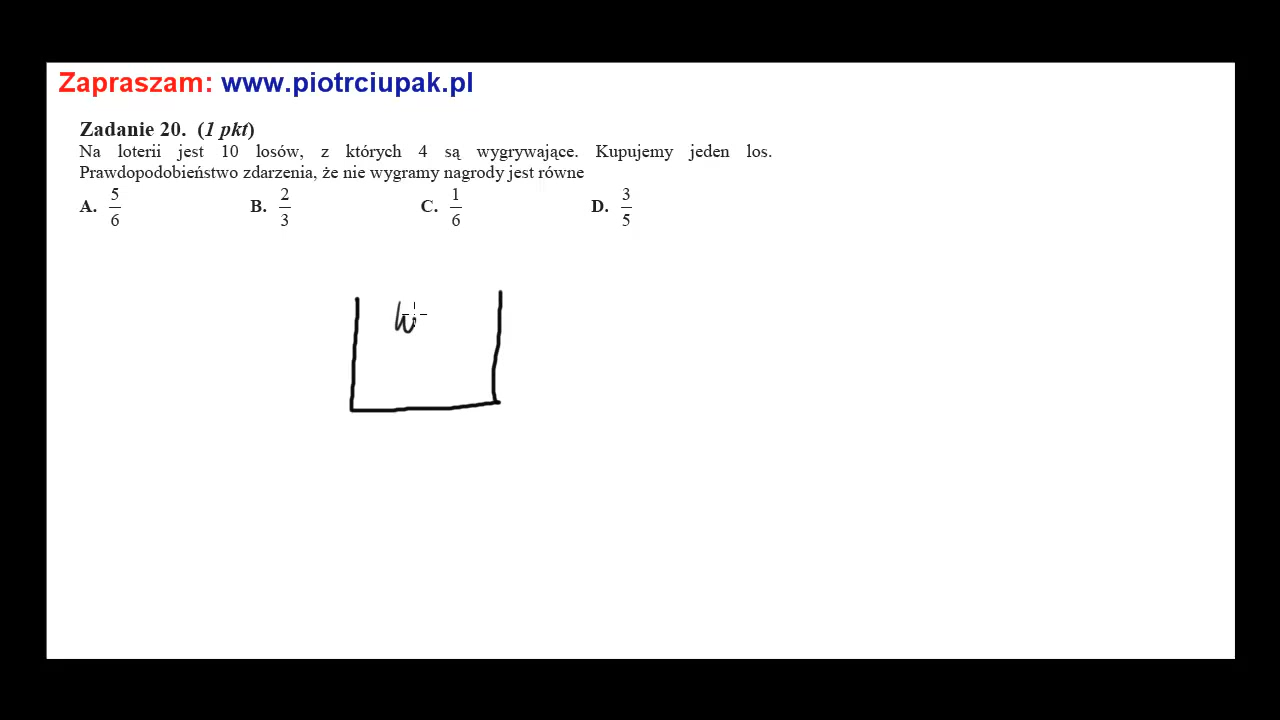 Zapraszam: www.piotrciupak.pl
Zadanie 20. (1 pkt)
Na loterii jest 10 losów, z których 4 są wygrywające. Kupujemy jeden los.
Prawdopodobieństwo zdarzenia, że nie wygramy nagrody jest równe
A. 5/6 B. 2/3 C. 1/6 D. 3/5
W